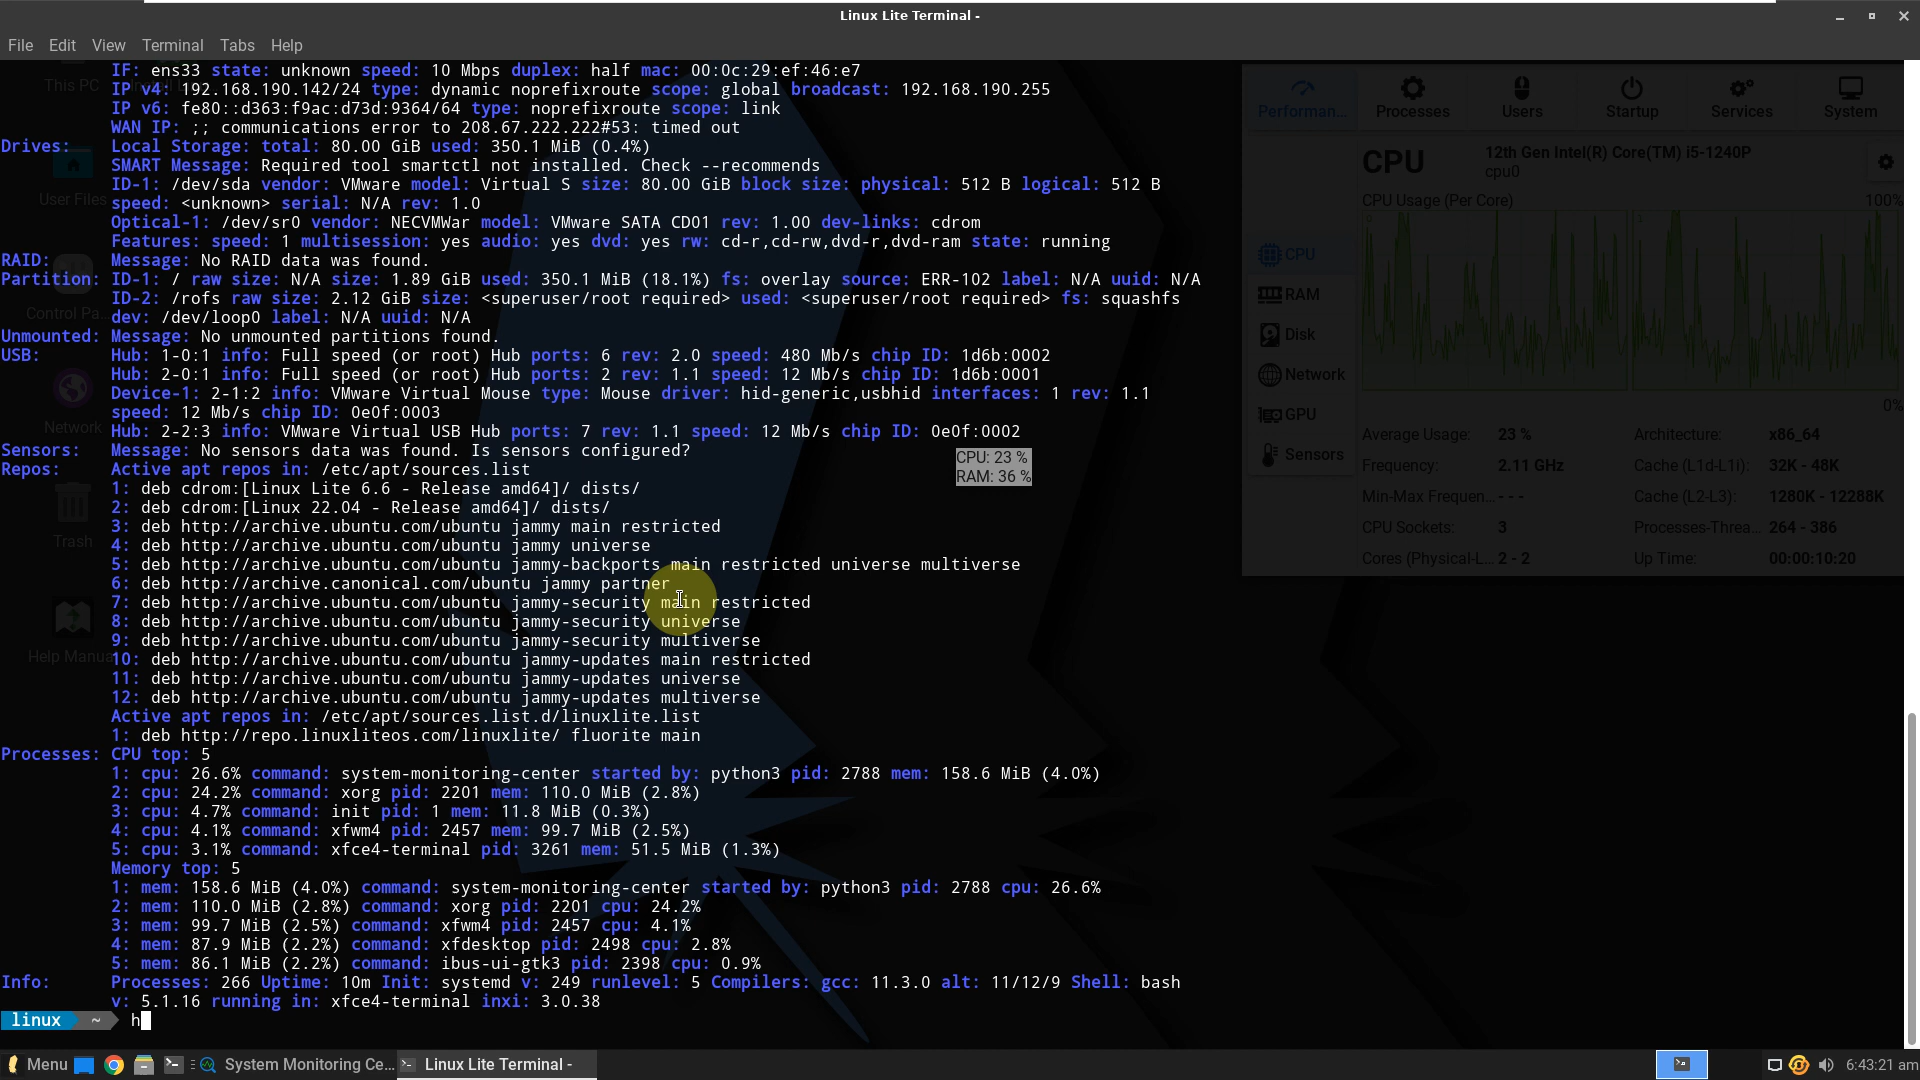 Linux Lite Terminal -
File Edit View Terminal Tabs Help
IF: ens33 state: unknown speed: 10 Mbps duplex: half mac: 00:0c:29:ef:46:e7
IP v4: 192.168.190.142/24 type: dynamic noprefixroute scope: global broadcast: 192.168.190.255
IP v6: fe80::d363:f9ac:d73d:9364/64 type: noprefixroute scope: link
WAN IP: ;; communications error to 208.67.222.222#53: timed out
Drives: Local Storage: total: 80.00 GiB used: 350.1 MiB (0.4%)
SMART Message: Required tool smartctl not installed. Check --recommends
ID-1: /dev/sda vendor: VMware model: Virtual S size: 80.00 GiB block size: physical: 512 B logical: 512 B
speed: <unknown> serial: N/A rev: 1.0
Optical-1: /dev/sr0 vendor: NECVMWar model: VMware SATA CD01 rev: 1.00 dev-links: cdrom
Features: speed: 1 multisession: yes audio: yes dvd: yes rw: cd-r,cd-rw,dvd-r,dvd-ram state: running
RAID: Message: No RAID data was found.
Partition: ID-1: / raw size: N/A size: 1.89 GiB used: 350.1 MiB (18.1%) fs: overlay source: ERR-102 label: N/A uuid: N/A
ID-2: /rofs raw size: 2.12 GiB size: <superuser/root required> used: <superuser/root required> fs: squashfs
dev: /dev/loop0 label: N/A uuid: N/A
Unmounted: Message: No unmounted partitions found.
USB: Hub: 1-0:1 info: Full speed (or root) Hub ports: 6 rev: 2.0 speed: 480 Mb/s chip ID: 1d6b:0002
Hub: 2-0:1 info: Full speed (or root) Hub ports: 2 rev: 1.1 speed: 12 Mb/s chip ID: 1d6b:0001
Device-1: 2-1:2 info: VMware Virtual Mouse type: Mouse driver: hid-generic,usbhid interfaces: 1 rev: 1.1
speed: 12 Mb/s chip ID: 0e0f:0003
Hub: 2-2:3 info: VMware Virtual USB Hub ports: 7 rev: 1.1 speed: 12 Mb/s chip ID: 0e0f:0002
Sensors: Message: No sensors data was found. Is sensors configured?
Repos: Active apt repos in: /etc/apt/sources.list
1: deb cdrom:[Linux Lite 6.6 - Release amd64]/ dists/
2: deb cdrom:[Linux 22.04 - Release amd64]/ dists/
3: deb http://archive.ubuntu.com/ubuntu jammy main restricted
4: deb http://archive.ubuntu.com/ubuntu jammy universe
5: deb http://archive.ubuntu.com/ubuntu jammy-backports main restricted universe multiverse
6: deb http://archive.canonical.com/ubuntu jammy partner
7: deb http://archive.ubuntu.com/ubuntu jammy-security main restricted
8: deb http://archive.ubuntu.com/ubuntu jammy-security universe
9: deb http://archive.ubuntu.com/ubuntu jammy-security multiverse
10: deb http://archive.ubuntu.com/ubuntu jammy-updates main restricted
11: deb http://archive.ubuntu.com/ubuntu jammy-updates universe
12: deb http://archive.ubuntu.com/ubuntu jammy-updates multiverse
Active apt repos in: /etc/apt/sources.list.d/linuxlite.list
1: deb http://repo.linuxliteos.com/linuxlite/ fluorite main
Processes: CPU top: 5
1: cpu: 26.6% command: system-monitoring-center started by: python3 pid: 2788 mem: 158.6 MiB (4.0%)
2: cpu: 24.2% command: xorg pid: 2201 mem: 110.0 MiB (2.8%)
3: cpu: 4.7% command: init pid: 1 mem: 11.8 MiB (0.3%)
4: cpu: 4.1% command: xfwm4 pid: 2457 mem: 99.7 MiB (2.5%)
5: cpu: 3.1% command: xfce4-terminal pid: 3261 mem: 51.5 MiB (1.3%)
Memory top: 5
1: mem: 158.6 MiB (4.0%) command: system-monitoring-center started by: python3 pid: 2788 cpu: 26.6%
2: mem: 110.0 MiB (2.8%) command: xorg pid: 2201 cpu: 24.2%
3: mem: 99.7 MiB (2.5%) command: xfwm4 pid: 2457 cpu: 4.1%
4: mem: 87.9 MiB (2.2%) command: xfdesktop pid: 2498 cpu: 2.8%
5: mem: 86.1 MiB (2.2%) command: ibus-ui-gtk3 pid: 2398 cpu: 0.9%
Info: Processes: 266 Uptime: 10m Init: systemd v: 249 runlevel: 5 Compilers: gcc: 11.3.0 alt: 11/12/9 Shell: bash
v: 5.1.16 running in: xfce4-terminal inxi: 3.0.38
linux ~ h
This PC
User Files
Control Pa...
Network
Trash
Help Manua
CPU: 23 %
RAM: 36 %
Performan... Processes Users Startup Services System
CPU
RAM
Disk
Network
GPU
Sensors
CPU 12th Gen Intel(R) Core(TM) i5-1240P
cpu0
CPU Usage (Per Core) 100%
0 1
0%
Average Usage: 23 % Architecture: x86_64
Frequency: 2.11 GHz Cache (L1d-L1i): 32K - 48K
Min-Max Frequen... - - - Cache (L2-L3): 1280K - 12288K
CPU Sockets: 3 Processes-Threa... 264 - 386
Cores (Physical-L... 2 - 2 Up Time: 00:00:10:20
Menu System Monitoring Ce... Linux Lite Terminal - 6:43:21 am